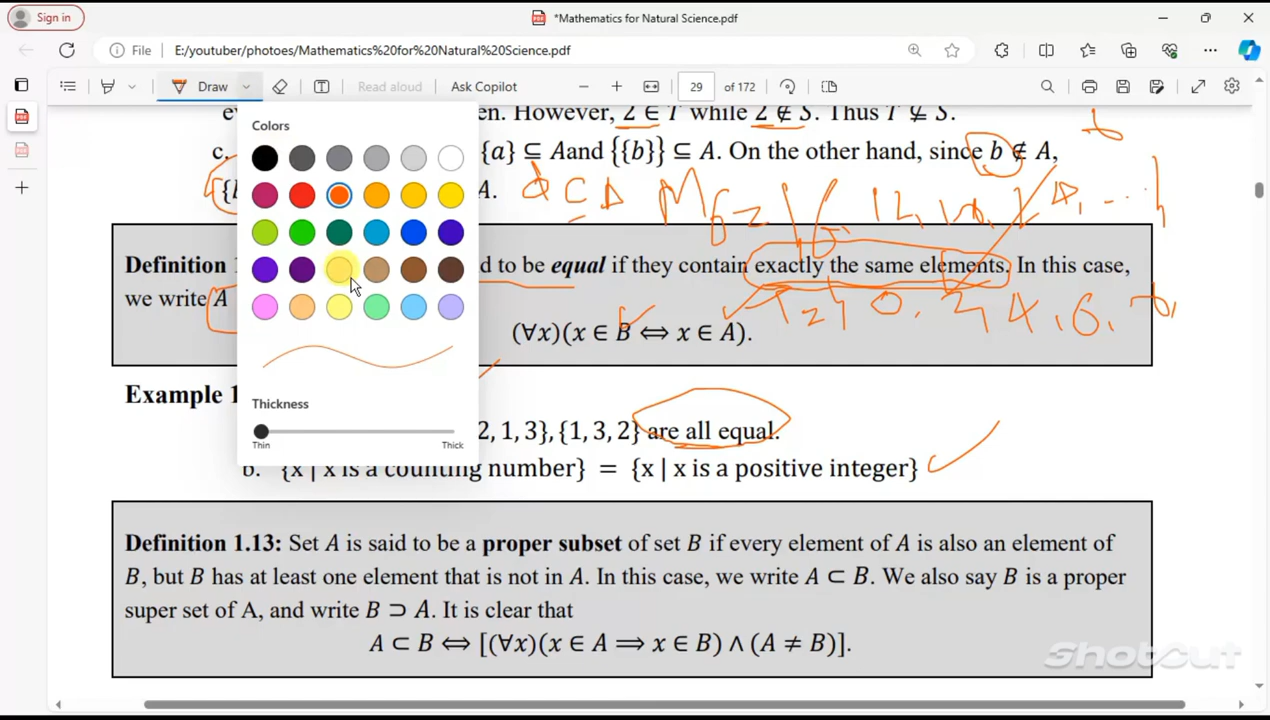 Sign in
*Mathematics for Natural Science.pdf
File E:/youtuber/photoes/Mathematics%20for%20Natural%20Science.pdf
Draw Read aloud Ask Copilot 29 of 172
Colors
Thickness
Thin Thick
However, 2 ∈ T while 2 ∉ S. Thus T ⊈ S.
c. {a} ⊆ A and {{b}} ⊆ A. On the other hand, since b ∉ A,
A.
Definition 1 to be equal if they contain exactly the same elements. In this case,
we write A
(∀x)(x ∈ B ⟺ x ∈ A).
Example 1
2, 1, 3}, {1, 3, 2} are all equal.
b. {x | x is a counting number} = {x | x is a positive integer}
Definition 1.13: Set A is said to be a proper subset of set B if every element of A is also an element of
B, but B has at least one element that is not in A. In this case, we write A ⊂ B. We also say B is a proper
super set of A, and write B ⊃ A. It is clear that
A ⊂ B ⟺ [(∀x)(x ∈ A ⟹ x ∈ B) ∧ (A ≠ B)].
Shotcut